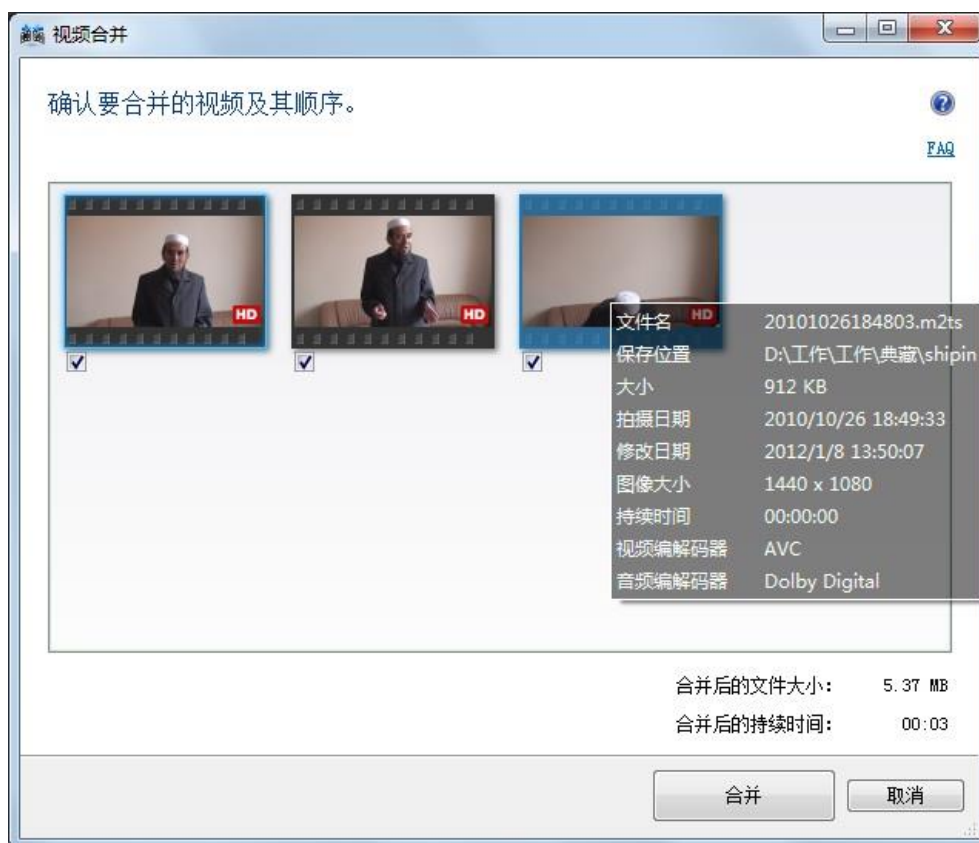 视频合并
确认要合并的视频及其顺序。
FAQ
HD
HD
HD
文件名 20101026184803.m2ts
保存位置 D:\工作\工作\典藏\shipin
大小 912 KB
拍摄日期 2010/10/26 18:49:33
修改日期 2012/1/8 13:50:07
图像大小 1440 x 1080
持续时间 00:00:00
视频编解码器 AVC
音频编解码器 Dolby Digital
合并后的文件大小: 5.37 MB
合并后的持续时间: 00:03
合并 取消